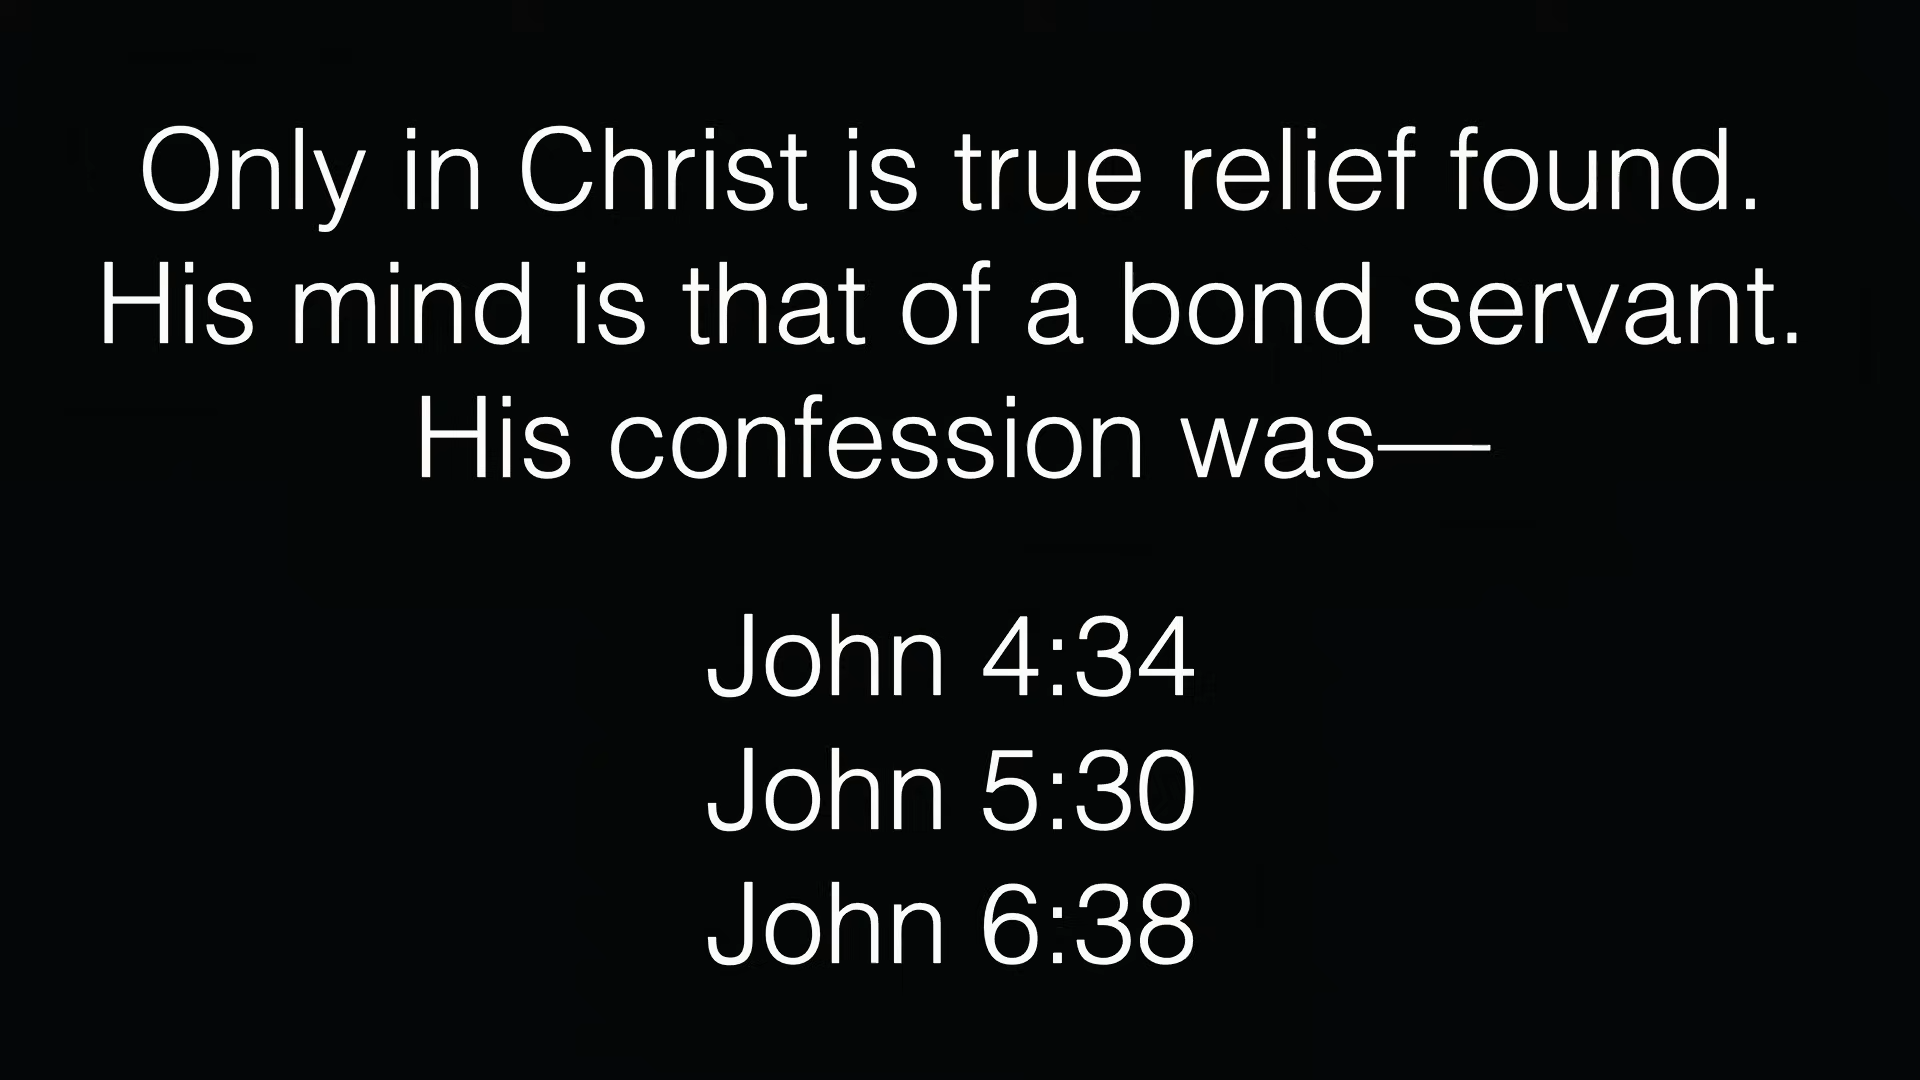 Only in Christ is true relief found.
His mind is that of a bond servant.
His confession was—
John 4:34
John 5:30
John 6:38